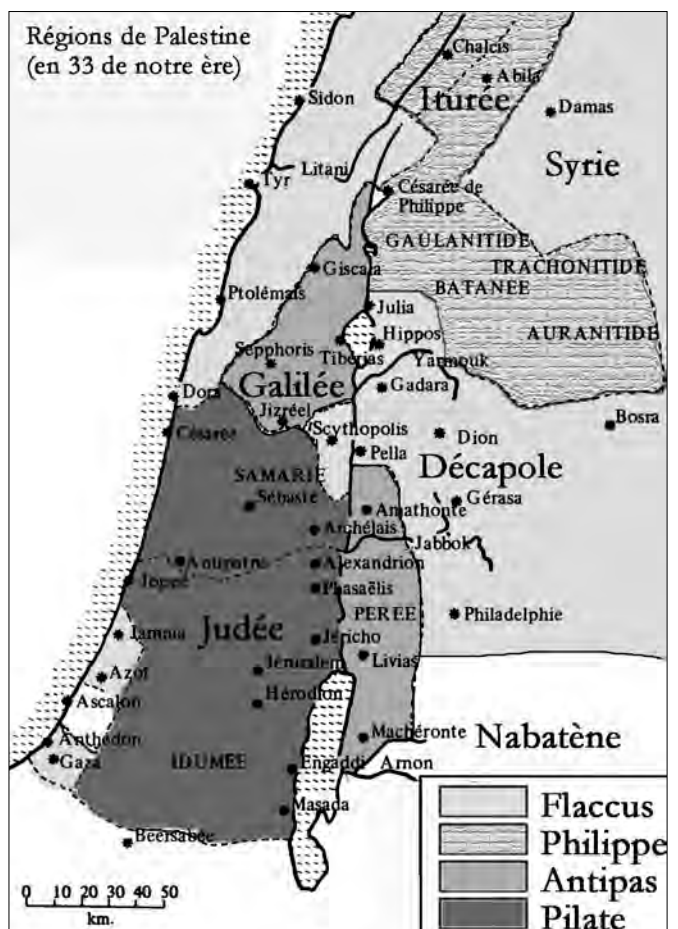 Régions de Palestine
(en 33 de notre ère)
Chalcis
Abila
Iturée
Sidon
Damas
Litani
Syrie
Tyr
Césarée de
Philippe
GAULANITIDE
Giscala
TRACHONITIDE
BATANEE
Ptolémaïs
Julia
AURANITIDE
Hippos
Sepphoris
Tibérias
Yarmouk
Galilée
Gadara
Dora
Jizréel
Bosra
Césarée
Scythopolis
Dion
Pella
Décapole
SAMARIE
Sébaste
Gérasa
Amathonte
Archélais
Jabbok
Alexandrion
Joppé
Phasaëlis
PEREE
Philadelphie
Judée
Jamnia
Jéricho
Jérusalem
Livias
Azot
Hérodion
Ascalon
Machéronte
Nabatène
Anthédon
Gaza
IDUMEE
Engaddi
Arnon
Masada
Flaccus
Béersabée
Philippe
0 10 20 30 50
km.
Antipas
Pilate